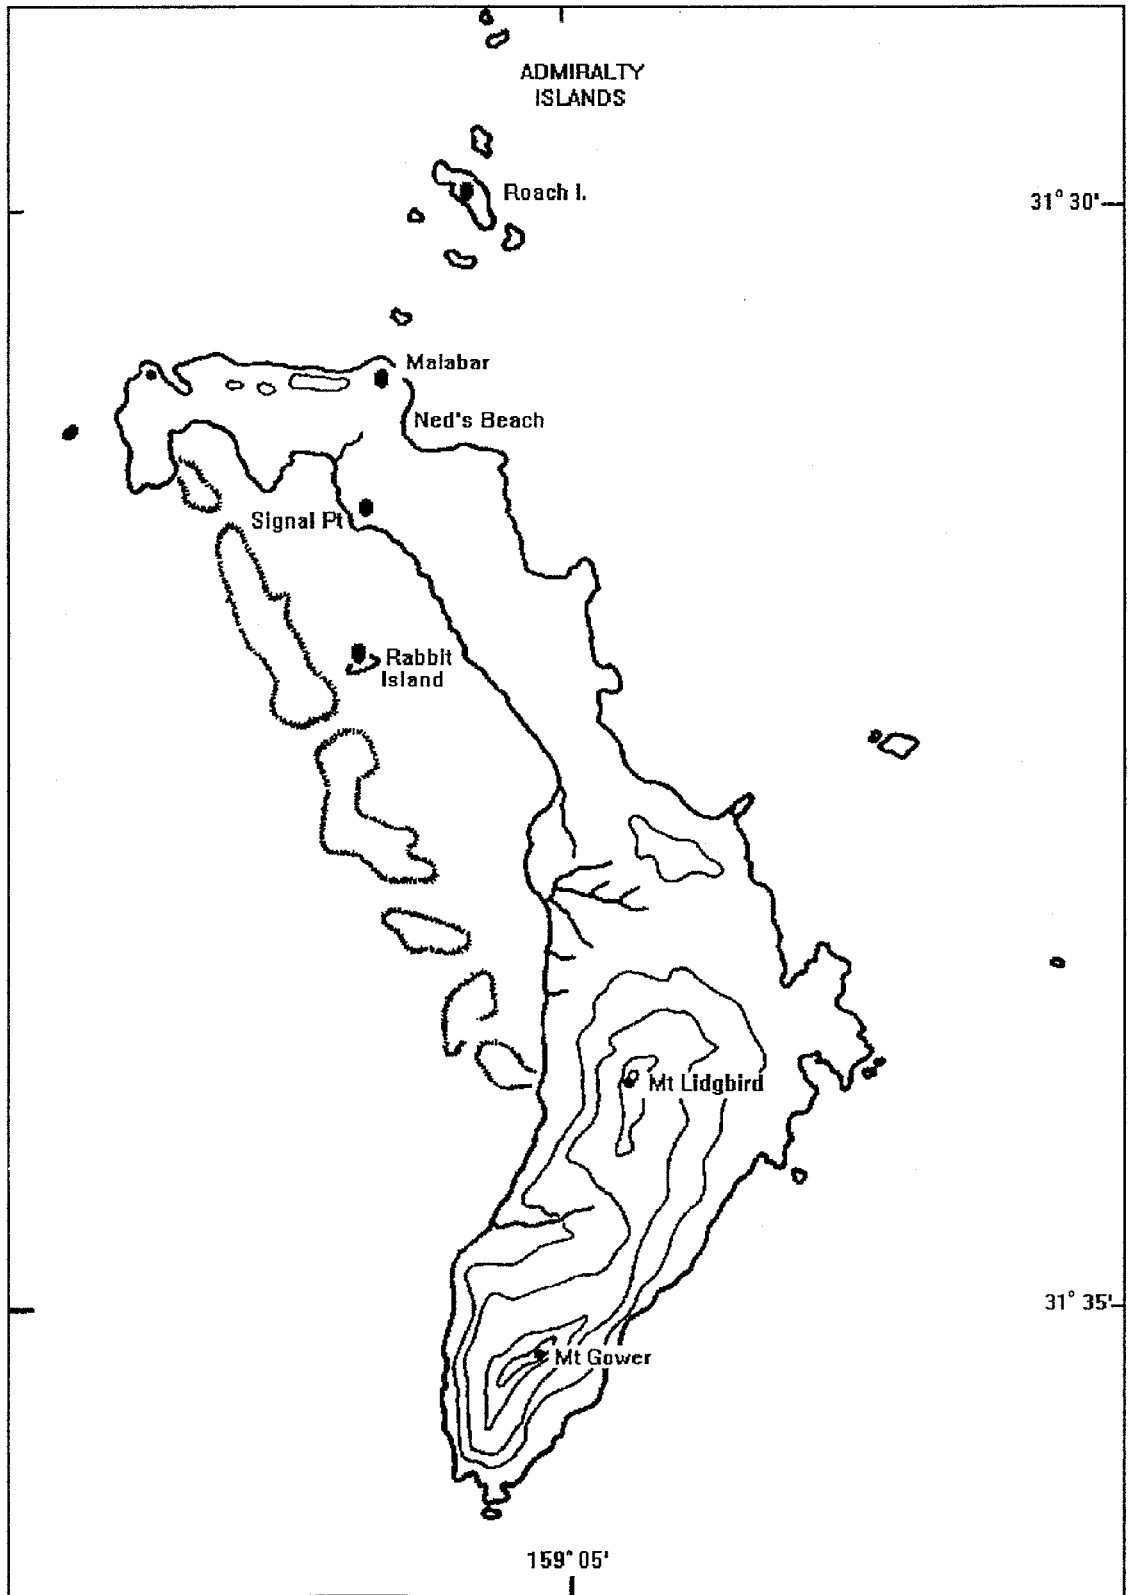 ADMIRALTY
ISLANDS
Roach I.
31° 30'
Malabar
Ned's Beach
Signal Pt
Rabbit
Island
Mt Lidgbird
31° 35'
Mt Gower
159° 05'